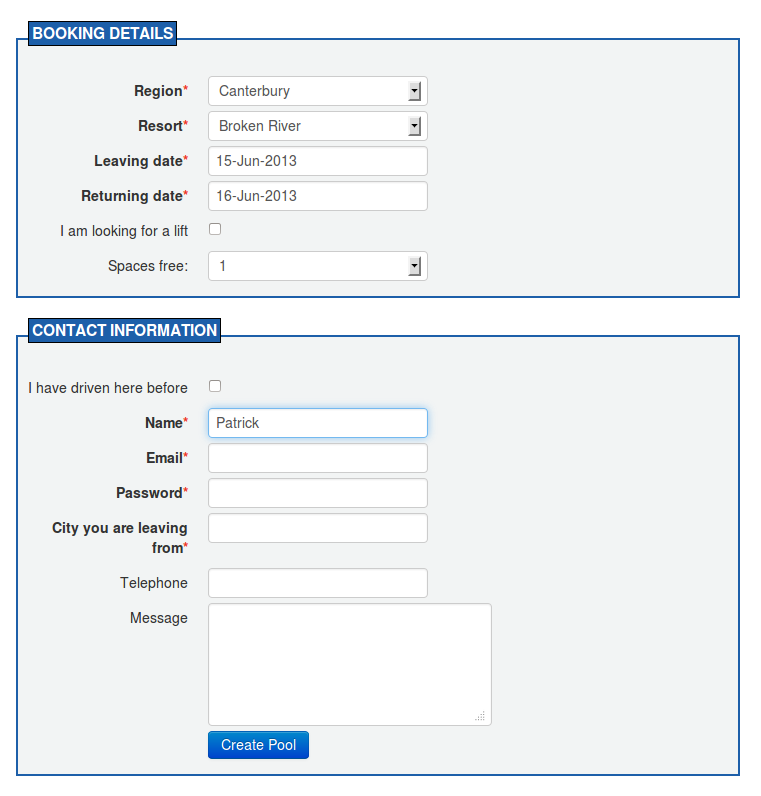 BOOKING DETAILS
Region* Canterbury
Resort* Broken River
Leaving date* 15-Jun-2013
Returning date* 16-Jun-2013
I am looking for a lift
Spaces free: 1
CONTACT INFORMATION
I have driven here before
Name* Patrick
Email*
Password*
City you are leaving
from*
Telephone
Message
Create Pool